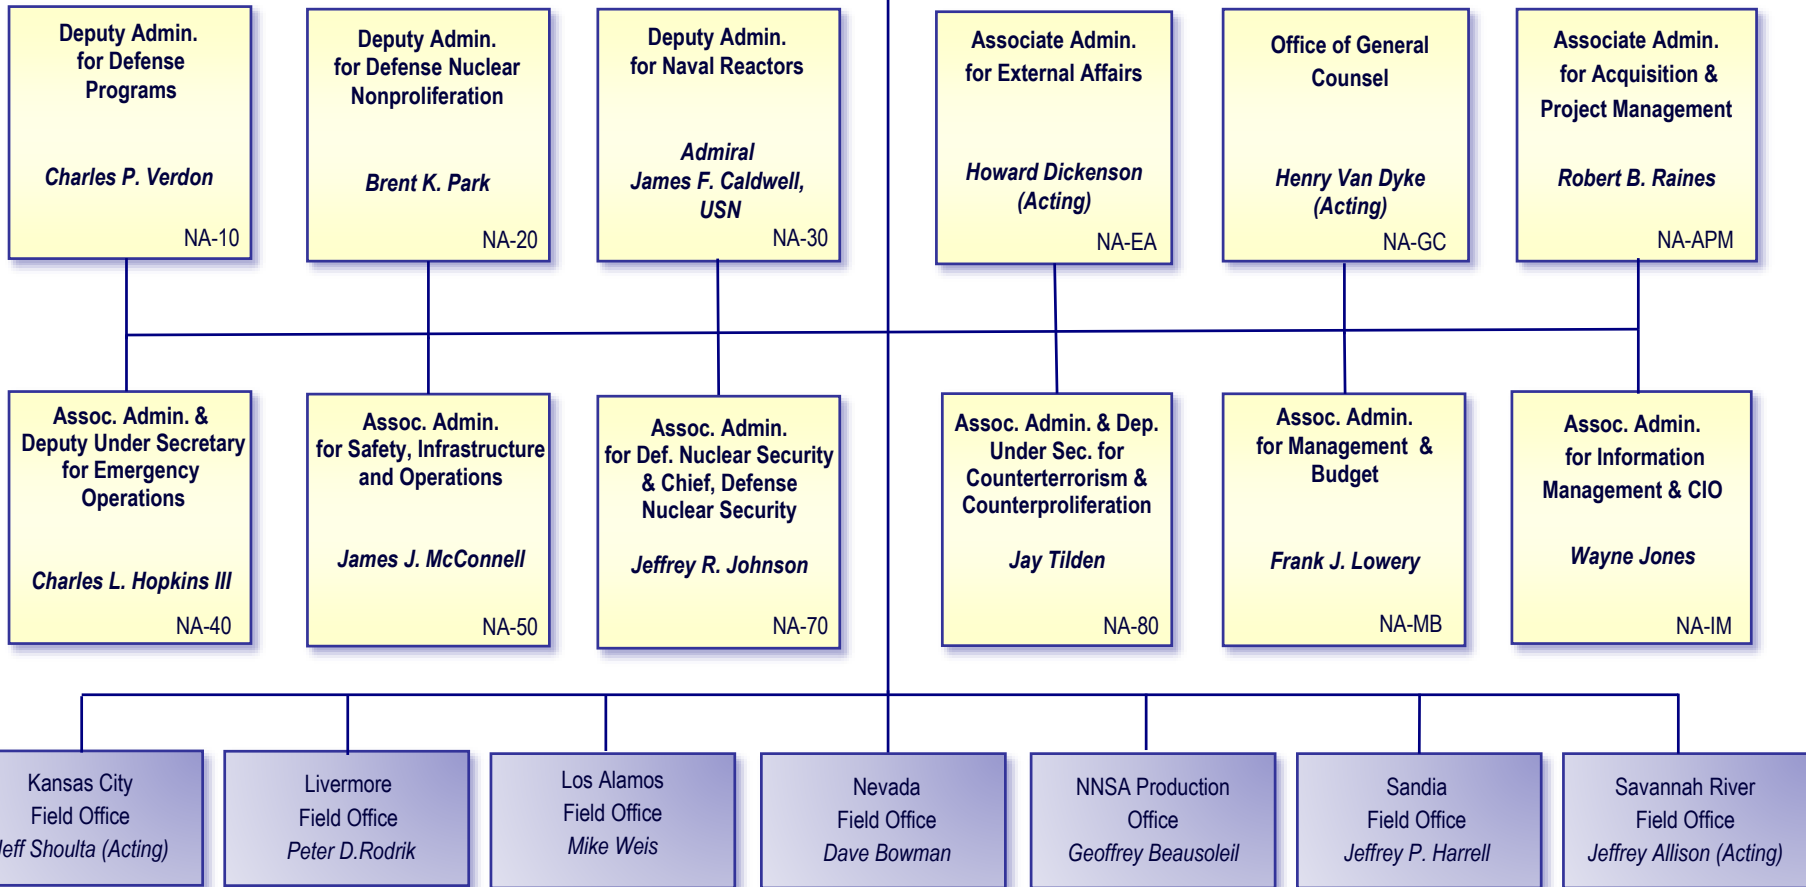 Deputy Admin.
for Defense
Programs
Charles P. Verdon
NA-10
Deputy Admin.
for Defense Nuclear
Nonproliferation
Brent K. Park
NA-20
Deputy Admin.
for Naval Reactors
Admiral
James F. Caldwell,
USN
NA-30
Associate Admin.
for External Affairs
Howard Dickenson
(Acting)
NA-EA
Office of General
Counsel
Henry Van Dyke
(Acting)
NA-GC
Associate Admin.
for Acquisition &
Project Management
Robert B. Raines
NA-APM
Assoc. Admin. &
Deputy Under Secretary
for Emergency
Operations
Charles L. Hopkins III
NA-40
Assoc. Admin.
for Safety, Infrastructure
and Operations
James J. McConnell
NA-50
Assoc. Admin.
for Def. Nuclear Security
& Chief, Defense
Nuclear Security
Jeffrey R. Johnson
NA-70
Assoc. Admin. & Dep.
Under Sec. for
Counterterrorism &
Counterproliferation
Jay Tilden
NA-80
Assoc. Admin.
for Management &
Budget
Frank J. Lowery
NA-MB
Assoc. Admin.
for Information
Management & CIO
Wayne Jones
NA-IM
Kansas City
Field Office
Shoulta (Acting)
Livermore
Field Office
Peter D.Rodrik
Los Alamos
Field Office
Mike Weis
Nevada
Field Office
Dave Bowman
NNSA Production
Office
Geoffrey Beausoleil
Sandia
Field Office
Jeffrey P. Harrell
Savannah River
Field Office
Jeffrey Allison (Acting)